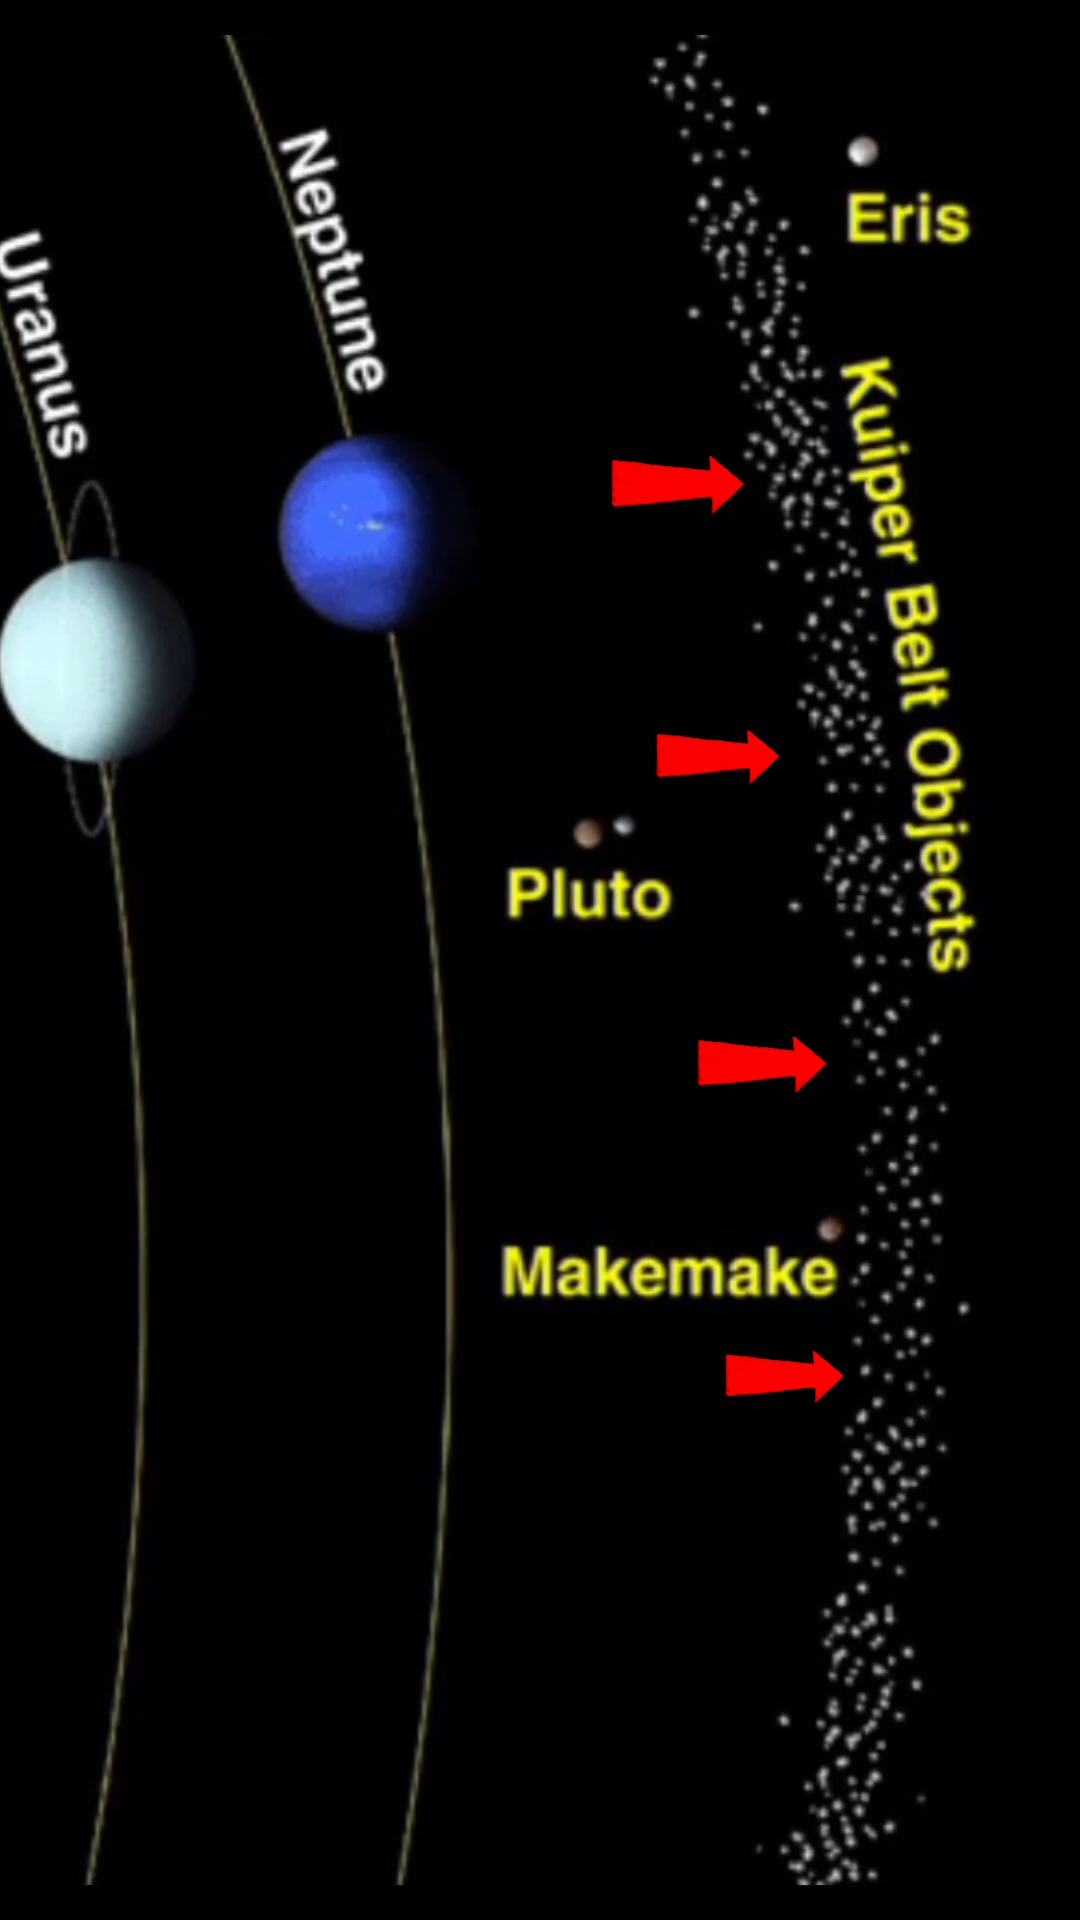 Uranus
Neptune
Eris
Kuiper Belt Objects
Pluto
Makemake